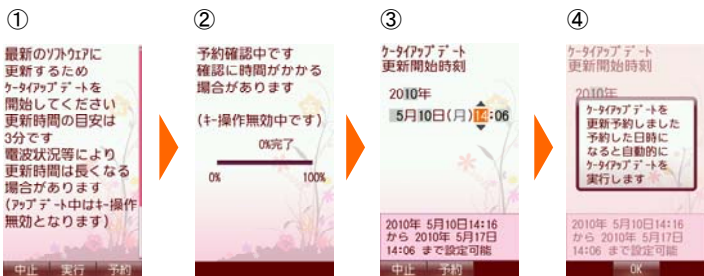 ①
最新のｿﾌﾄｳｪｱに
更新するため
ｹｰﾀｲｱｯﾌﾟﾃﾞｰﾄを
開始してください
更新時間の目安は
3分です
電波状況等により
更新時間は長くなる
場合があります
(ｱｯﾌﾟﾃﾞｰﾄ中はｷｰ操作
無効となります)
中止 実行 予約
②
予約確認中です
確認に時間がかかる
場合があります
(ｷｰ操作無効中です)
0%完了
0% 100%
③
ｹｰﾀｲｱｯﾌﾟﾃﾞｰﾄ
更新開始時刻
2010年
5月10日(月)14:06
2010年 5月10日14:16
から 2010年 5月17日
14:06 まで設定可能
中止 予約
④
ｹｰﾀｲｱｯﾌﾟﾃﾞｰﾄ
更新開始時刻
2010年
ｹｰﾀｲｱｯﾌﾟﾃﾞｰﾄを
更新予約しました
予約した日時に
なると自動的に
ｹｰﾀｲｱｯﾌﾟﾃﾞｰﾄを
実行します
2010年 5月10日14:16
から 2010年 5月17日
14:06 まで設定可能
OK